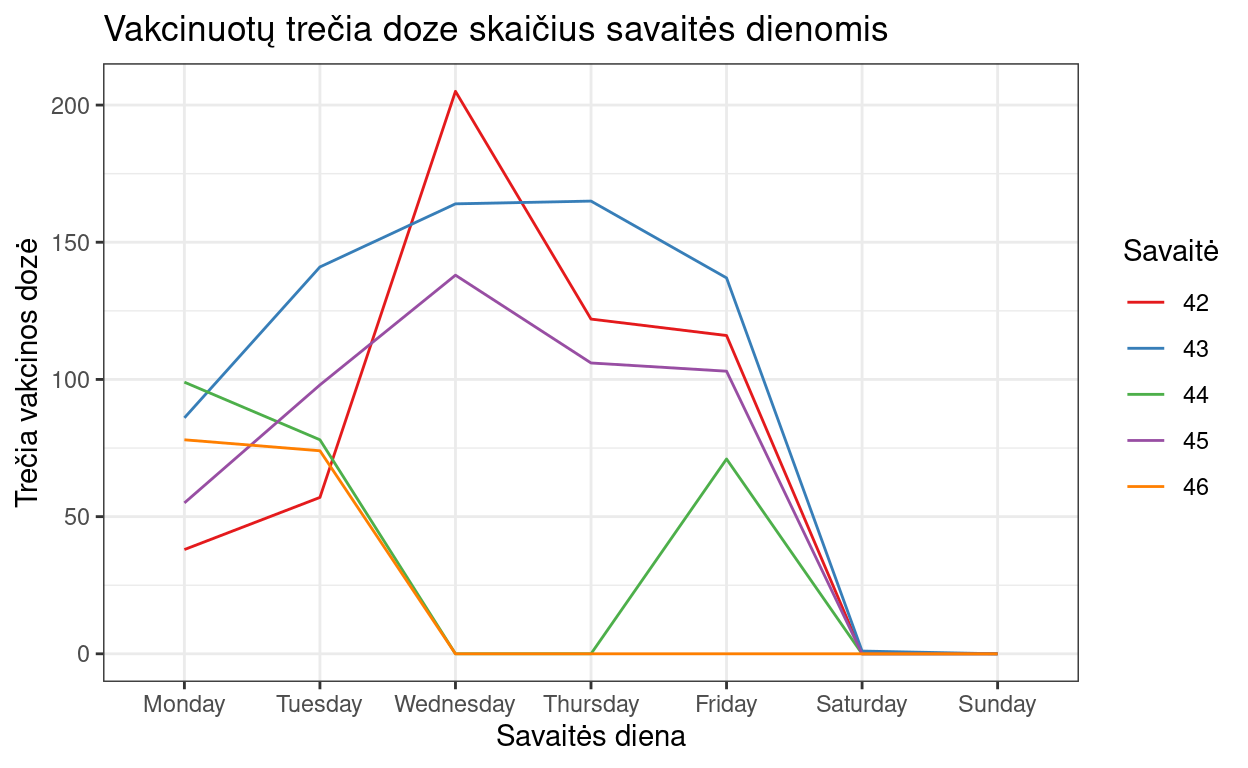 Vakcinuotų trečia doze skaičius savaitės dienomis
Trečia vakcinos dozė
200
150
100
50
0
Monday Tuesday Wednesday Thursday Friday Saturday Sunday
Savaitės diena
Savaitė
42
43
44
45
46